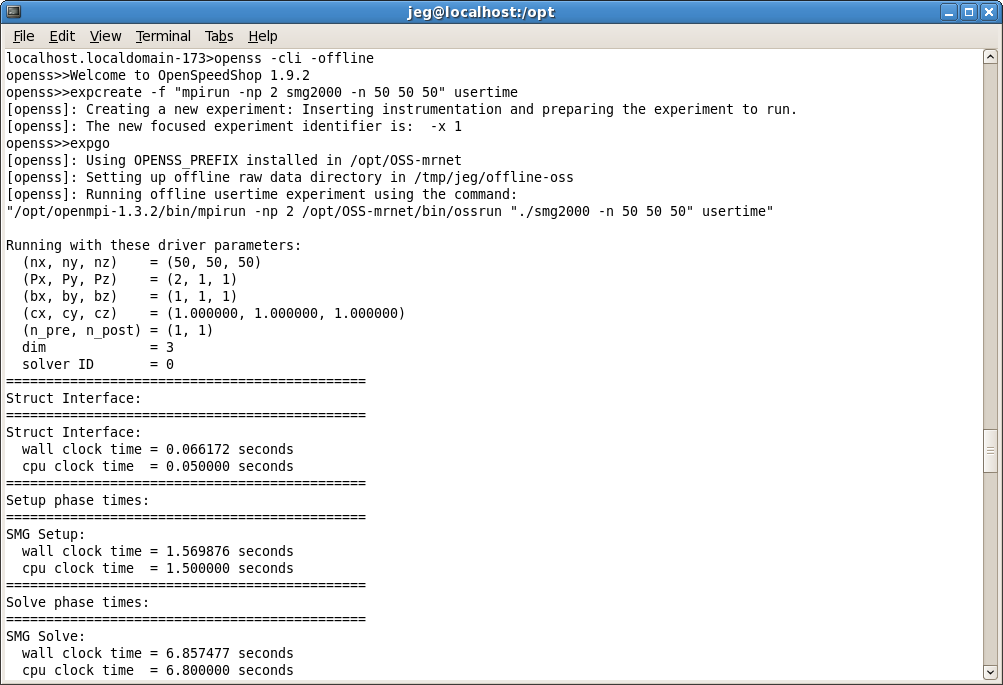 jeg@localhost:/opt
File Edit View Terminal Tabs Help
localhost.localdomain-173>openss -cli -offline
openss>>Welcome to OpenSpeedShop 1.9.2
openss>>expcreate -f "mpirun -np 2 smg2000 -n 50 50 50" usertime
[openss]: Creating a new experiment: Inserting instrumentation and preparing the experiment to run.
[openss]: The new focused experiment identifier is:  -x 1
openss>>expgo
[openss]: Using OPENSS_PREFIX installed in /opt/OSS-mrnet
[openss]: Setting up offline raw data directory in /tmp/jeg/offline-oss
[openss]: Running offline usertime experiment using the command:
"/opt/openmpi-1.3.2/bin/mpirun -np 2 /opt/OSS-mrnet/bin/ossrun "./smg2000 -n 50 50 50" usertime"

Running with these driver parameters:
  (nx, ny, nz)    = (50, 50, 50)
  (Px, Py, Pz)    = (2, 1, 1)
  (bx, by, bz)    = (1, 1, 1)
  (cx, cy, cz)    = (1.000000, 1.000000, 1.000000)
  (n_pre, n_post) = (1, 1)
  dim             = 3
  solver ID       = 0
=============================================
Struct Interface:
=============================================
Struct Interface:
  wall clock time = 0.066172 seconds
  cpu clock time  = 0.050000 seconds
=============================================
Setup phase times:
=============================================
SMG Setup:
  wall clock time = 1.569876 seconds
  cpu clock time  = 1.500000 seconds
=============================================
Solve phase times:
=============================================
SMG Solve:
  wall clock time = 6.857477 seconds
  cpu clock time  = 6.800000 seconds